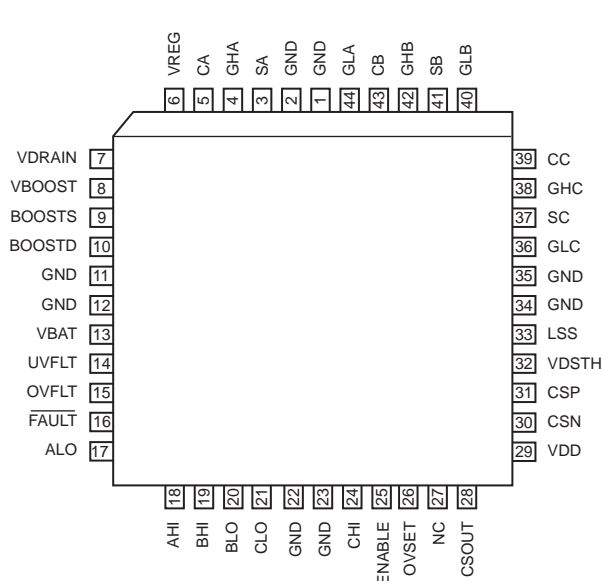 VREG CA GHA SA GND GND GLA CB GHB SB GLB
6 5 4 3 2 1 44 43 42 41 40
VDRAIN 7
VBOOST 8
BOOSTS 9
BOOSTD 10
GND 11
GND 12
VBAT 13
UVFLT 14
OVFLT 15
FAULT 16
ALO 17
39 CC
38 GHC
37 SC
36 GLC
35 GND
34 GND
33 LSS
32 VDSTH
31 CSP
30 CSN
29 VDD
18 19 20 21 22 23 24 25 26 27 28
AHI BHI BLO CLO GND GND CHI ENABLE OVSET NC CSOUT